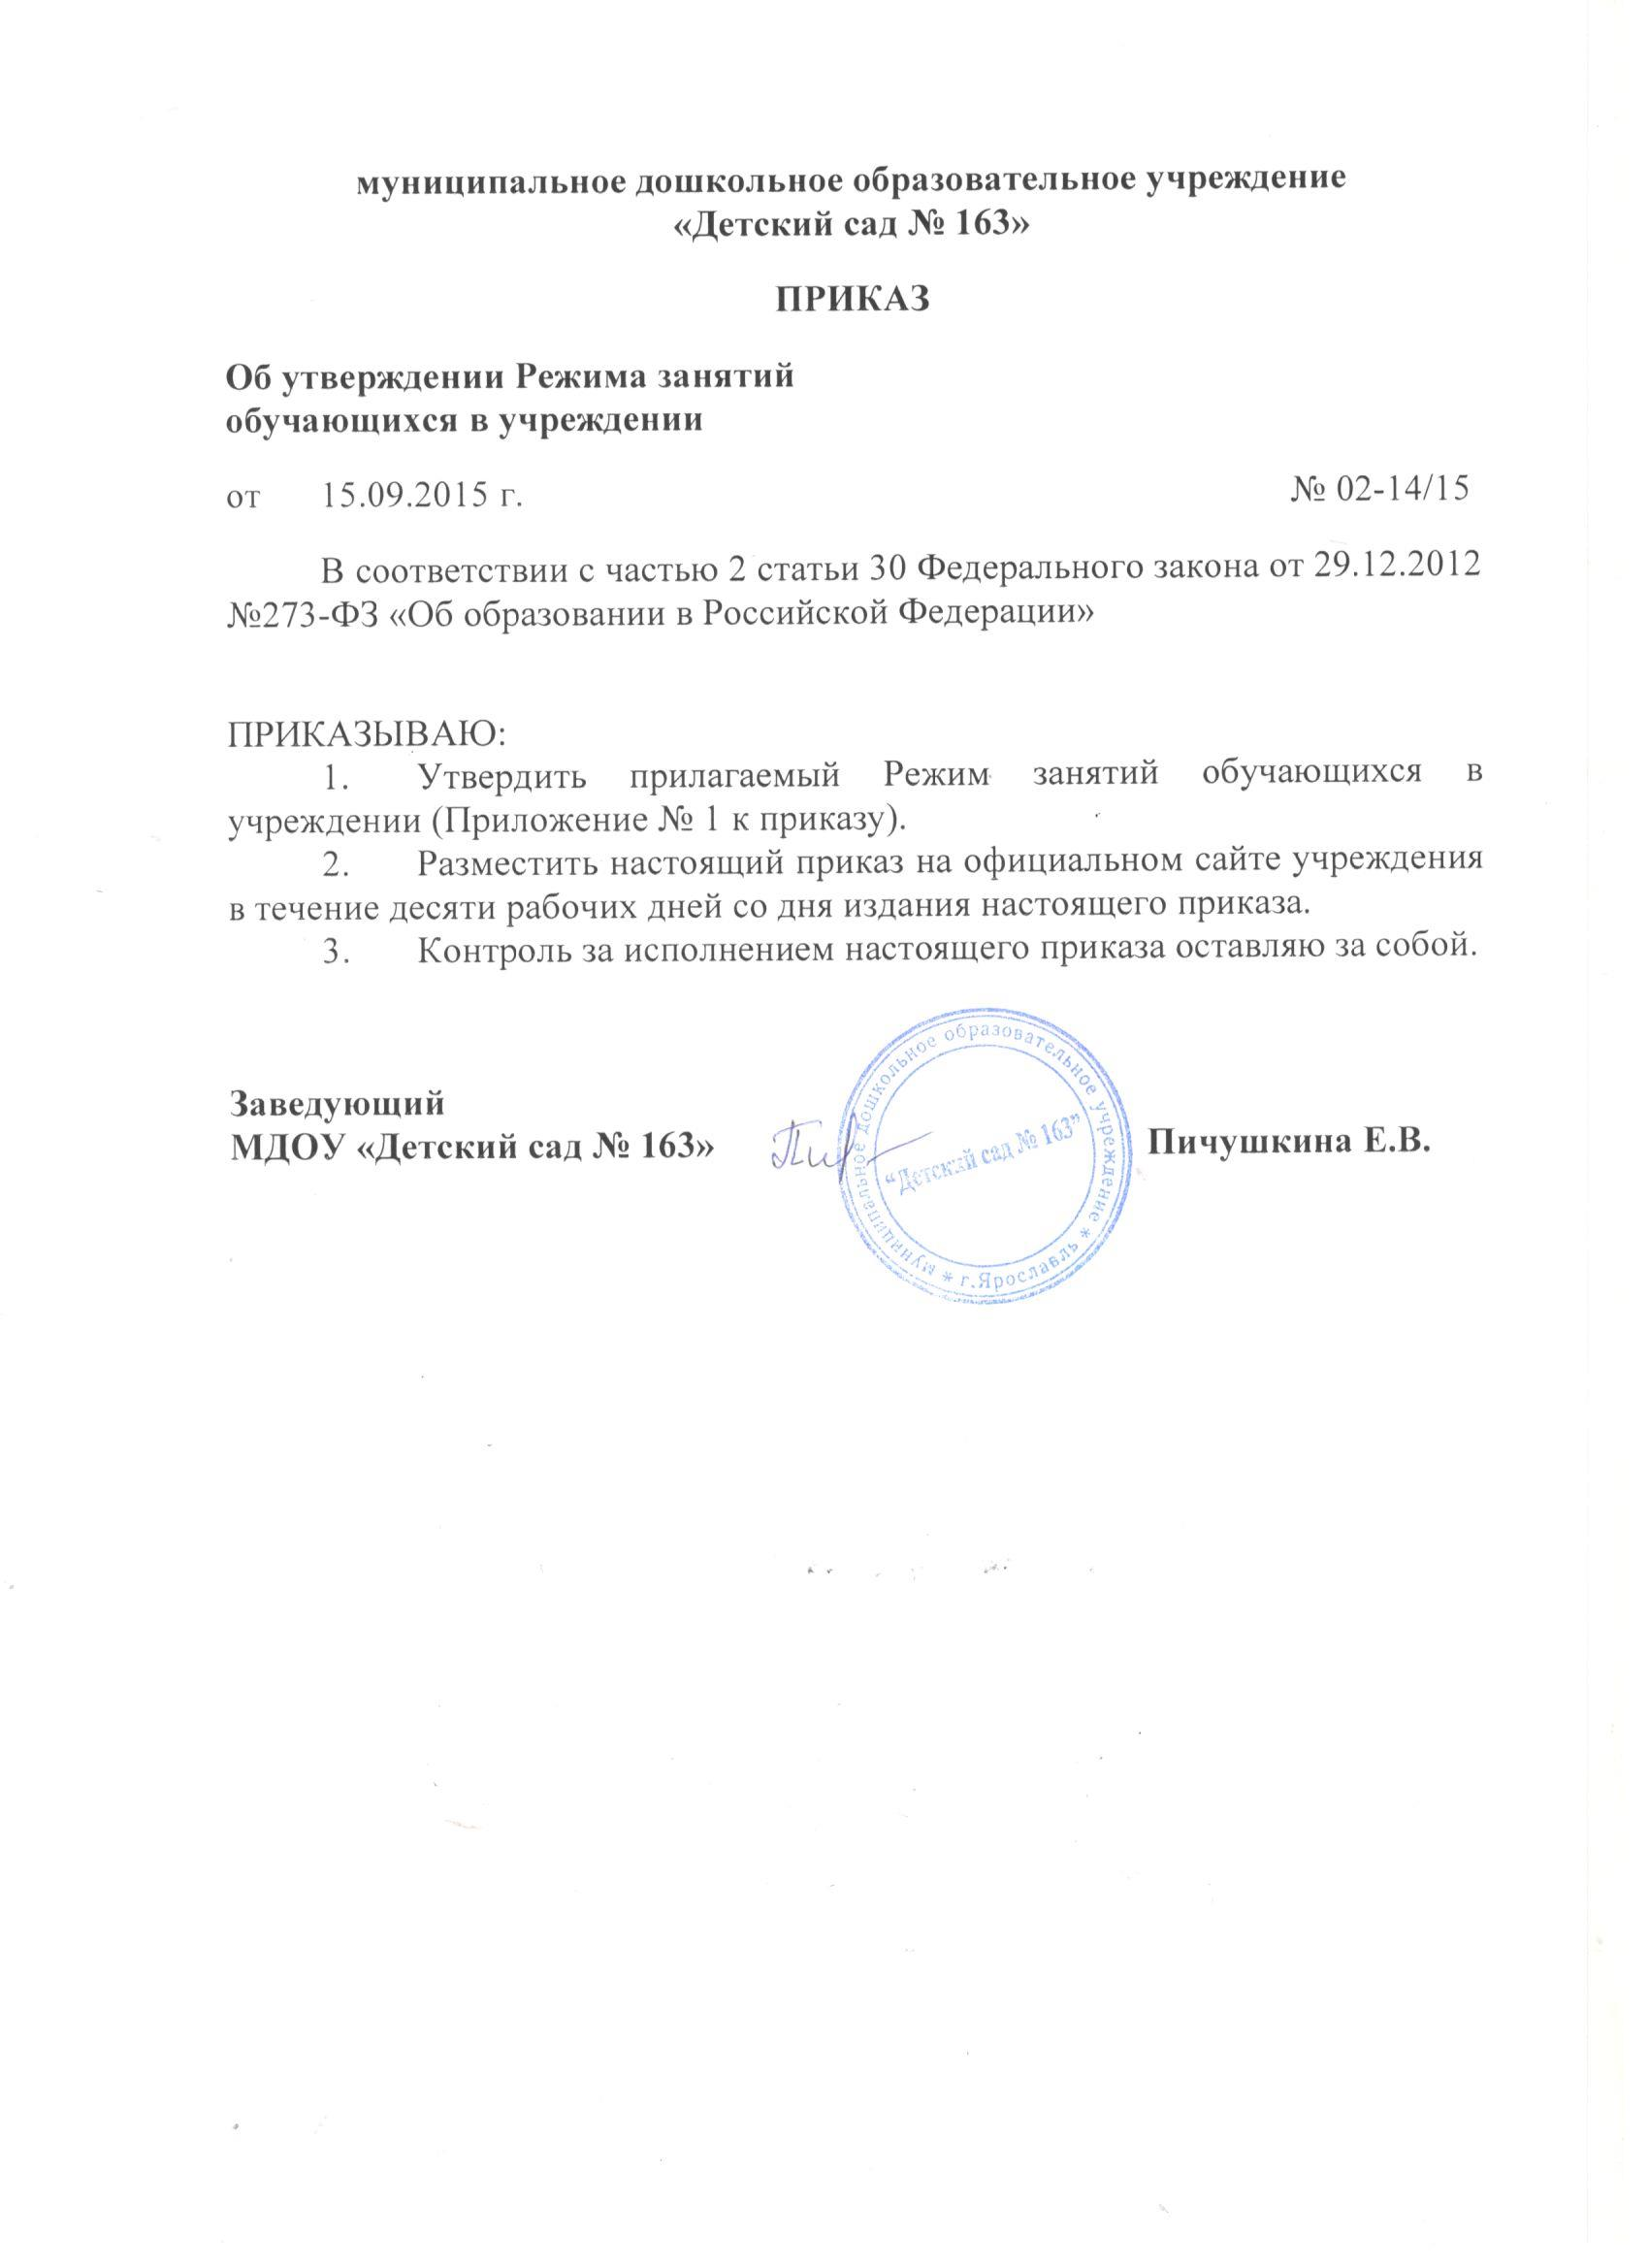 муниципальное дошкольное образовательное учреждение
«Детский сад № 163»
ПРИКАЗ
Об утверждении Режима занятий
обучающихся в учреждении
от 15.09.2015 г. № 02-14/15
В соответствии с частью 2 статьи 30 Федерального закона от 29.12.2012
№273-ФЗ «Об образовании в Российской Федерации»
ПРИКАЗЫВАЮ:
1. Утвердить прилагаемый Режим занятий обучающихся в
учреждении (Приложение № 1 к приказу).
2. Разместить настоящий приказ на официальном сайте учреждения
в течение десяти рабочих дней со дня издания настоящего приказа.
3. Контроль за исполнением настоящего приказа оставляю за собой.
Заведующий
МДОУ «Детский сад № 163» Пичушкина Е.В.
муниципальное дошкольное образовательное учреждение * г.Ярославль *
“Детский сад № 163”